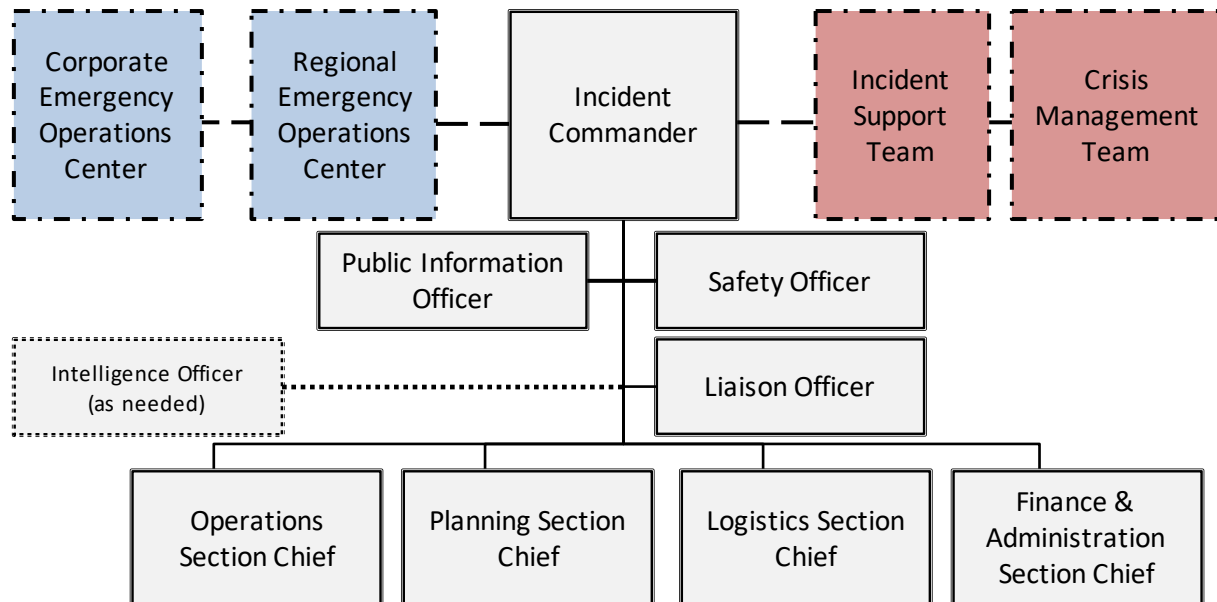 Corporate
Emergency
Operations
Center
Regional
Emergency
Operations
Center
Incident
Commander
Incident
Support
Team
Crisis
Management
Team
Public Information
Officer
Safety Officer
Intelligence Officer
(as needed)
Liaison Officer
Operations
Section Chief
Planning Section
Chief
Logistics Section
Chief
Finance &
Administration
Section Chief